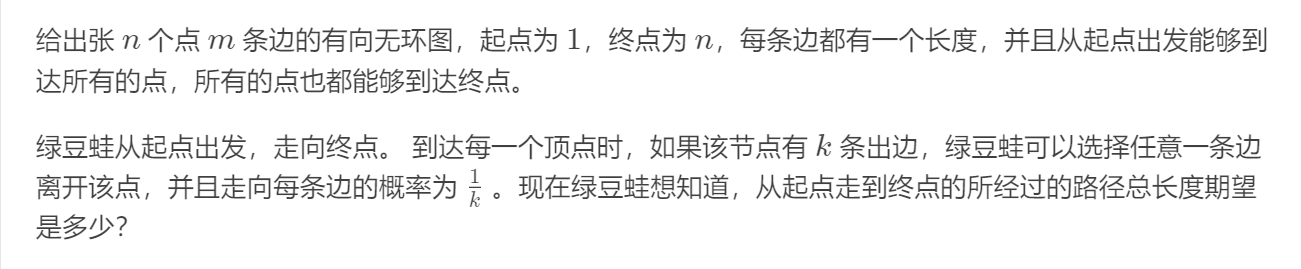 给出张 n 个点 m 条边的有向无环图，起点为 1，终点为 n，每条边都有一个长度，并且从起点出发能够到
达所有的点，所有的点也都能够到达终点。
绿豆蛙从起点出发，走向终点。 到达每一个顶点时，如果该节点有 k 条出边，绿豆蛙可以选择任意一条边
离开该点，并且走向每条边的概率为 1/k 。现在绿豆蛙想知道，从起点走到终点的所经过的路径总长度期望
是多少？